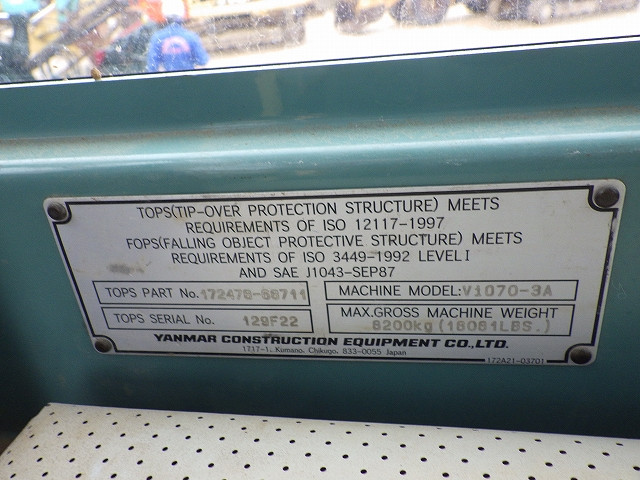 TOPS(TIP-OVER PROTECTION STRUCTURE) MEETS
REQUIREMENTS OF ISO 12117-1997
FOPS(FALLING OBJECT PROTECTIVE STRUCTURE) MEETS
REQUIREMENTS OF ISO 3449-1992 LEVEL I
AND SAE J1043-SEP87
TOPS PART No. 172478-88711
MACHINE MODEL: V1070-3A
TOPS SERIAL No. 129F22
MAX.GROSS MACHINE WEIGHT
8200kg (18081LBS.)
YANMAR CONSTRUCTION EQUIPMENT CO.,LTD.
1717-1, Kumano, Chikugo, 833-0055 Japan
172A21-03701